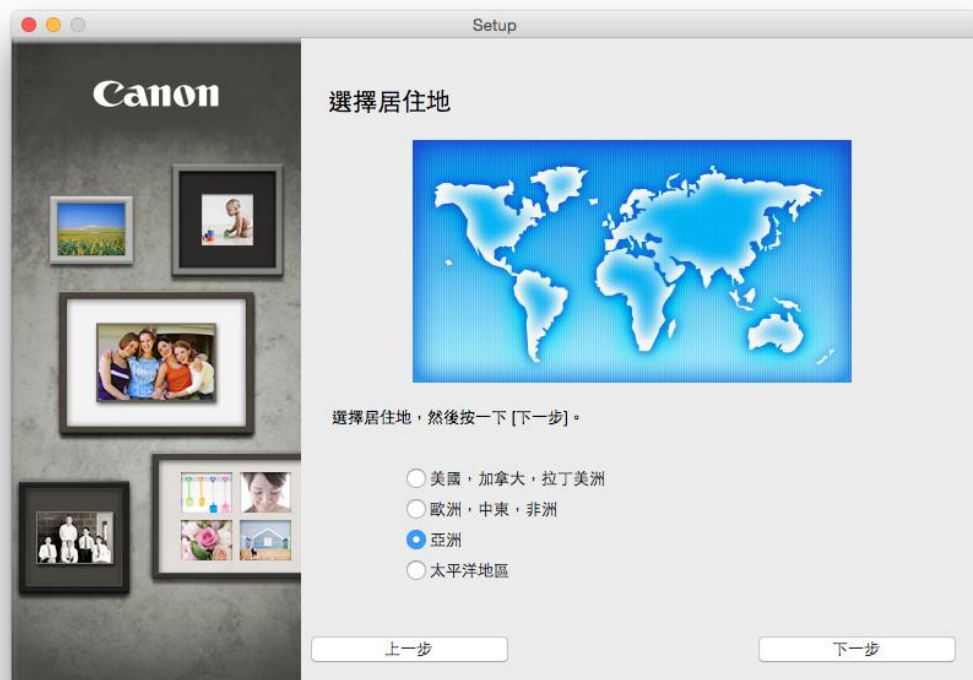 Setup
Canon
選擇居住地
選擇居住地，然後按一下 [下一步]。
美國，加拿大，拉丁美洲
歐洲，中東，非洲
亞洲
太平洋地區
上一步
下一步